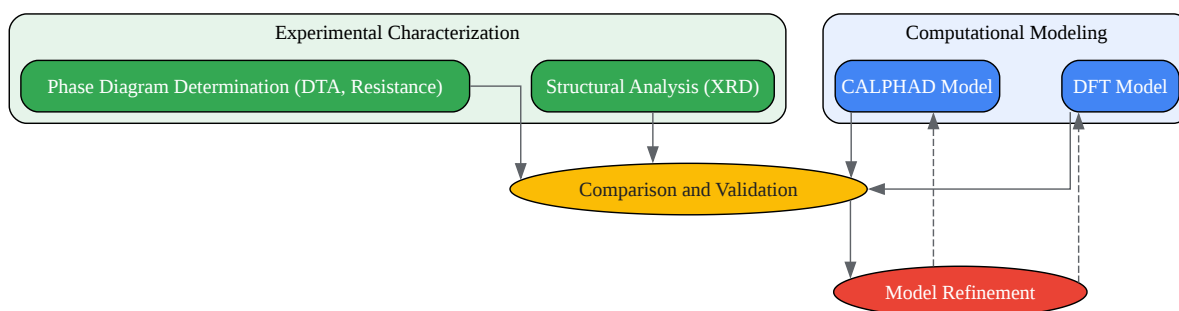 Experimental Characterization
Computational Modeling
Phase Diagram Determination (DTA, Resistance)
Structural Analysis (XRD)
CALPHAD Model
DFT Model
Comparison and Validation
Model Refinement